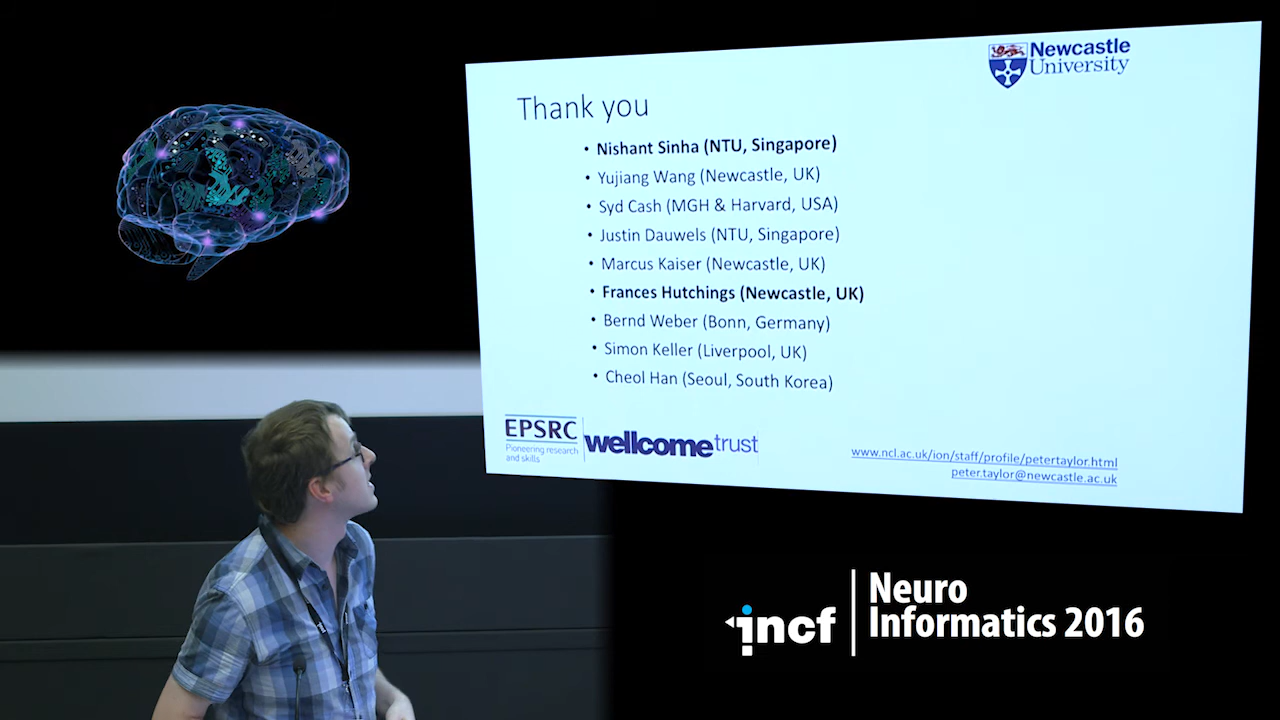 Newcastle
University
Thank you
• Nishant Sinha (NTU, Singapore)
• Yujiang Wang (Newcastle, UK)
• Syd Cash (MGH & Harvard, USA)
• Justin Dauwels (NTU, Singapore)
• Marcus Kaiser (Newcastle, UK)
• Frances Hutchings (Newcastle, UK)
• Bernd Weber (Bonn, Germany)
• Simon Keller (Liverpool, UK)
• Cheol Han (Seoul, South Korea)
EPSRC
Pioneering research
and skills
wellcometrust
www.ncl.ac.uk/ion/staff/profile/petertaylor.html
peter.taylor@newcastle.ac.uk
incf
Neuro
Informatics 2016